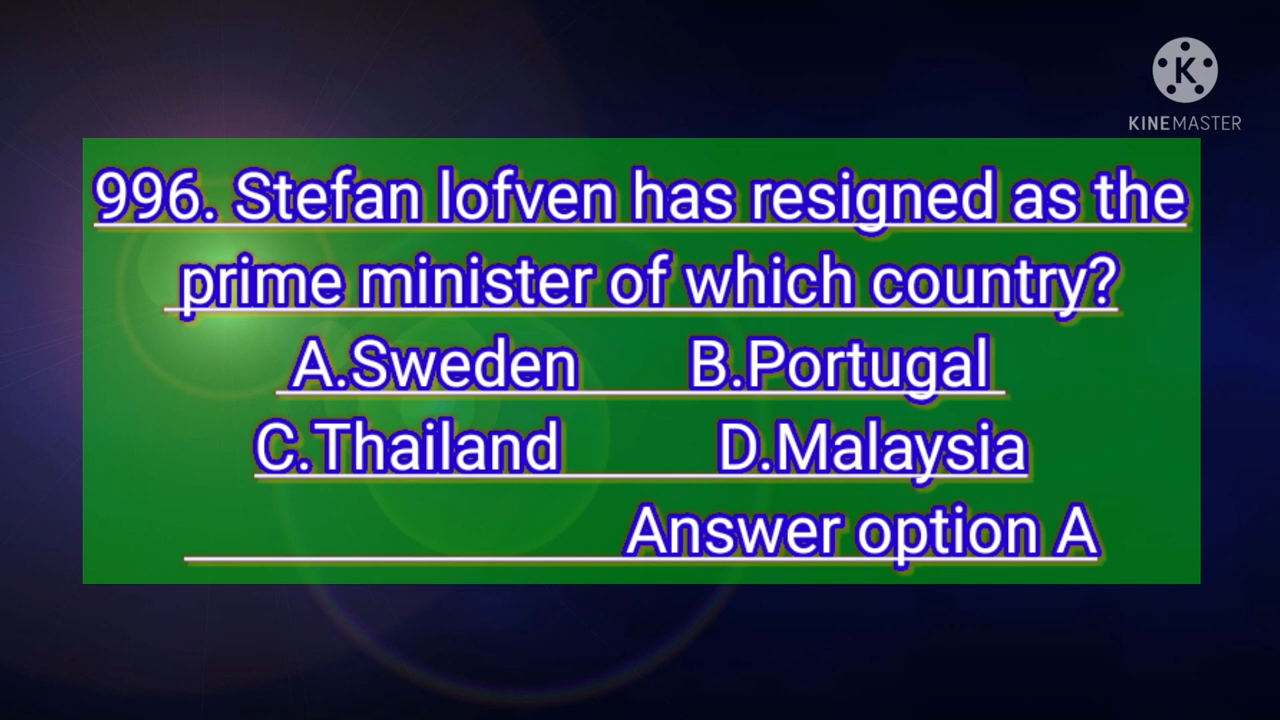 K
KINEMASTER
996. Stefan lofven has resigned as the
prime minister of which country?
A.Sweden B.Portugal
C.Thailand D.Malaysia
Answer option A